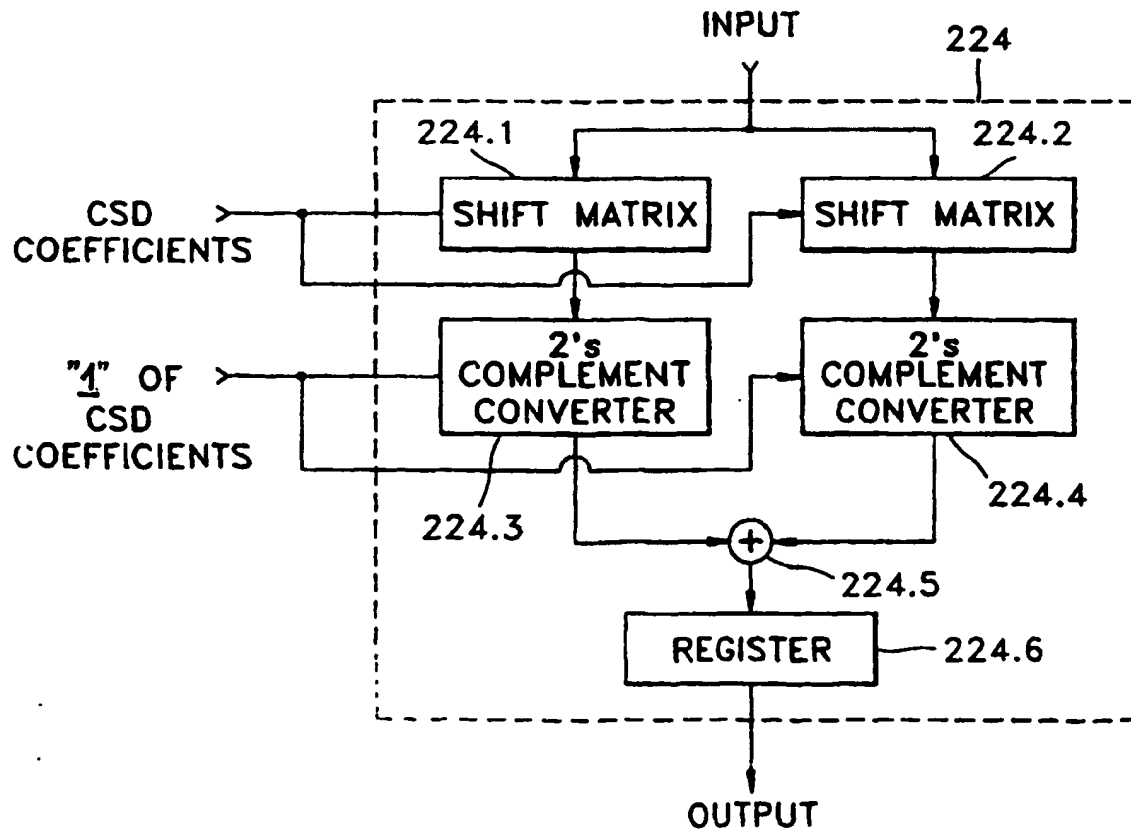 INPUT
224
224.1
224.2
CSD
COEFFICIENTS
SHIFT MATRIX
SHIFT MATRIX
"1" OF
CSD
COEFFICIENTS
2's
COMPLEMENT
CONVERTER
2's
COMPLEMENT
CONVERTER
224.3
224.4
+
224.5
REGISTER
224.6
OUTPUT